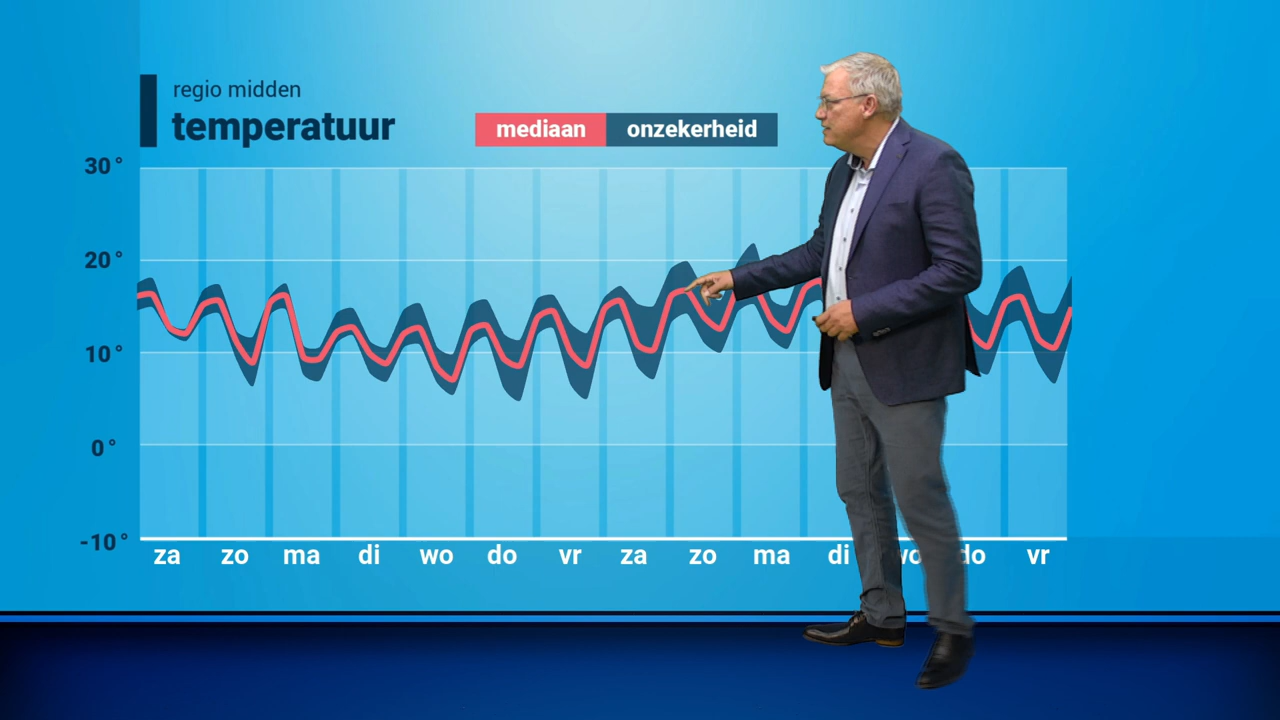 regio midden
temperatuur
mediaan onzekerheid
30°
20°
10°
0°
-10°
za zo ma di wo do vr za zo ma di wo do vr